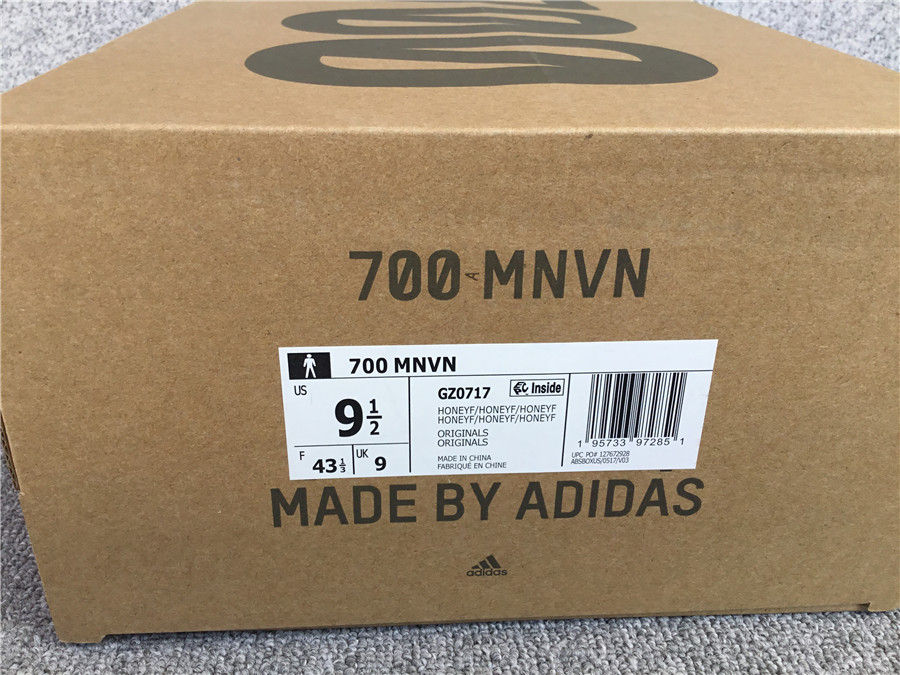 700
700 A MNVN
700 MNVN
US
9 1/2
F
43 1/3
UK
9
GZ0717
Inside
HONEYF/HONEYF/HONEYF
HONEYF/HONEYF/HONEYF
ORIGINALS
ORIGINALS
MADE IN CHINA
FABRIQUÉ EN CHINE
1 95733 97285 1
UPC PO# 127672928
ABSBOXUS/0517/V03
MADE BY ADIDAS
adidas